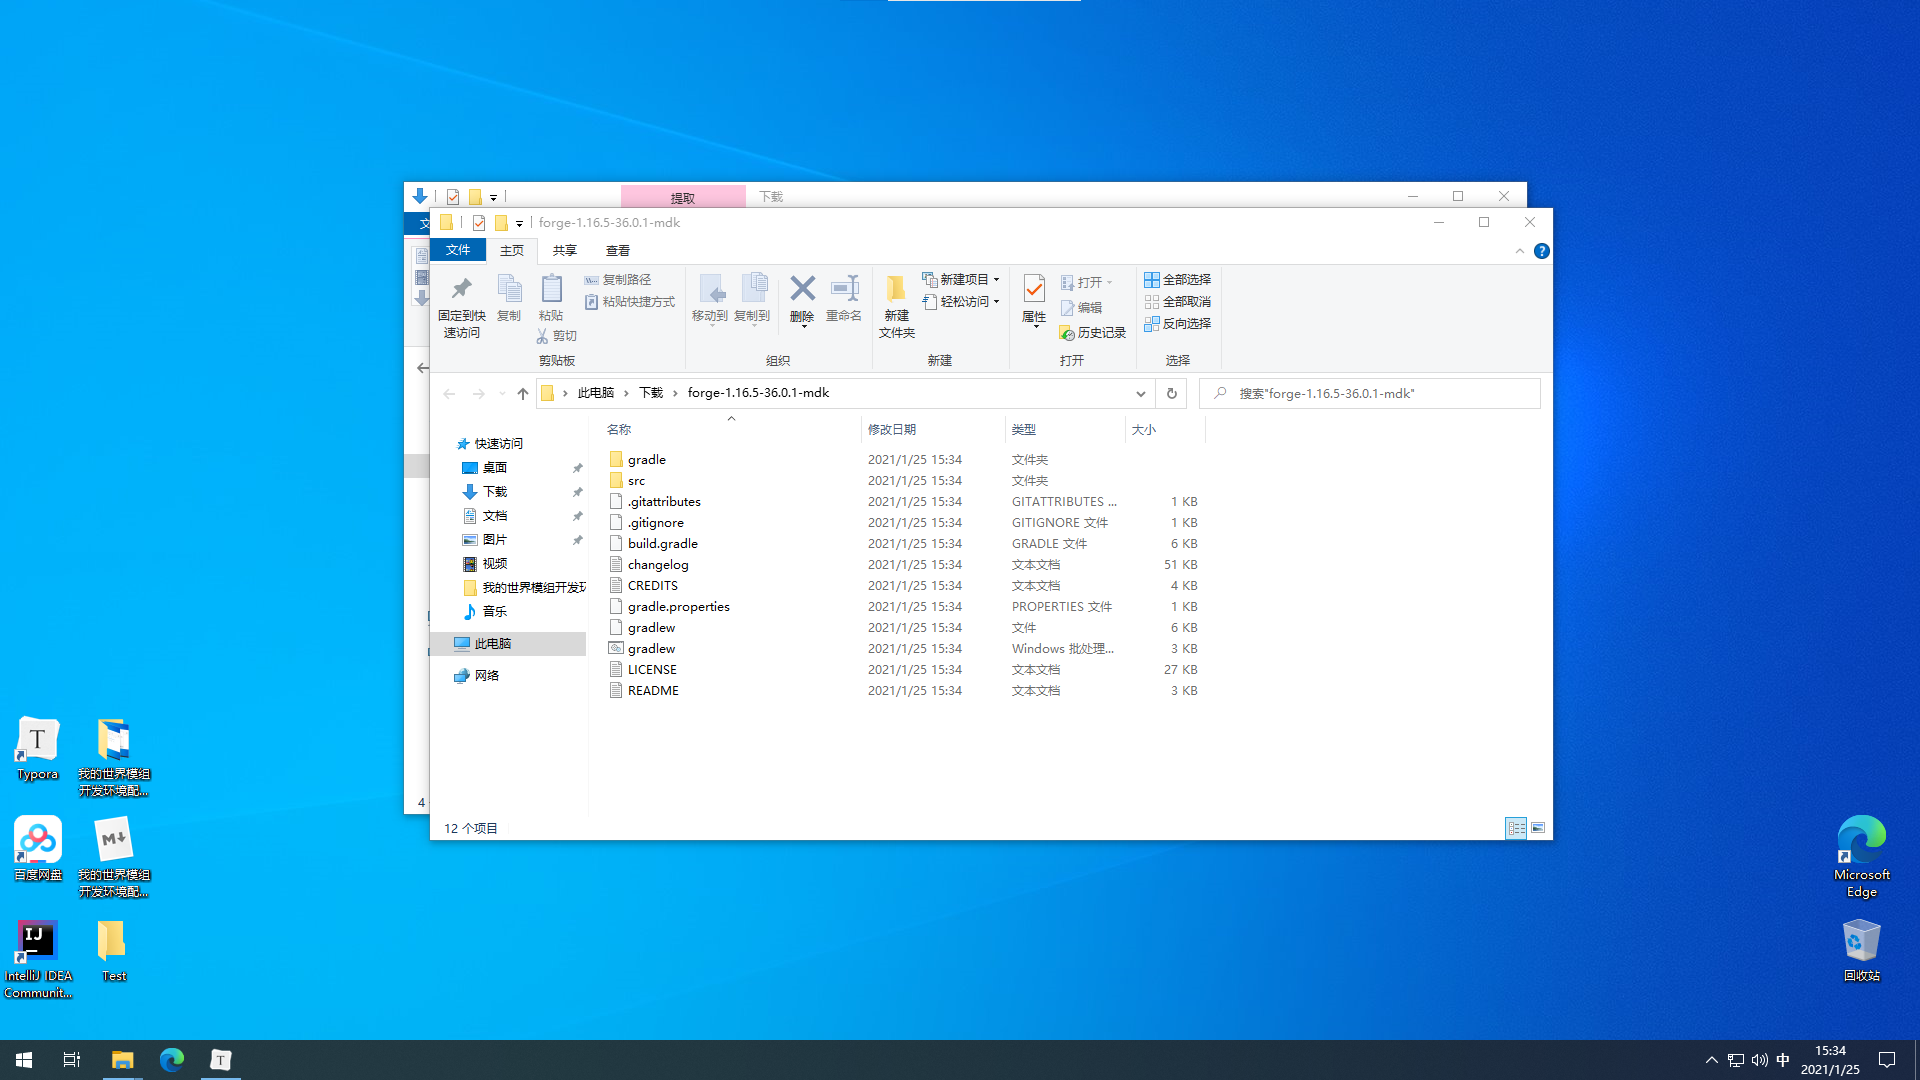 提取
下载
文
4
forge-1.16.5-36.0.1-mdk
文件
主页
共享
查看
?
固定到快
速访问
复制
粘贴
复制路径
粘贴快捷方式
剪切
剪贴板
移动到
复制到
删除
重命名
组织
新建
文件夹
新建项目
轻松访问
新建
属性
打开
编辑
历史记录
打开
全部选择
全部取消
反向选择
选择
此电脑
下载
forge-1.16.5-36.0.1-mdk
搜索"forge-1.16.5-36.0.1-mdk"
快速访问
桌面
下载
文档
图片
视频
我的世界模组开发环
音乐
此电脑
网络
名称 修改日期 类型 大小
gradle 2021/1/25 15:34 文件夹
src 2021/1/25 15:34 文件夹
.gitattributes 2021/1/25 15:34 GITATTRIBUTES ... 1 KB
.gitignore 2021/1/25 15:34 GITIGNORE 文件 1 KB
build.gradle 2021/1/25 15:34 GRADLE 文件 6 KB
changelog 2021/1/25 15:34 文本文档 51 KB
CREDITS 2021/1/25 15:34 文本文档 4 KB
gradle.properties 2021/1/25 15:34 PROPERTIES 文件 1 KB
gradlew 2021/1/25 15:34 文件 6 KB
gradlew 2021/1/25 15:34 Windows 批处理... 3 KB
LICENSE 2021/1/25 15:34 文本文档 27 KB
README 2021/1/25 15:34 文本文档 3 KB
12 个项目
T
Typora
我的世界模组
开发环境配...
百度网盘
M
我的世界模组
开发环境配...
IJ
IntelliJ IDEA
Communit...
Test
Microsoft
Edge
回收站
T
中
15:34
2021/1/25